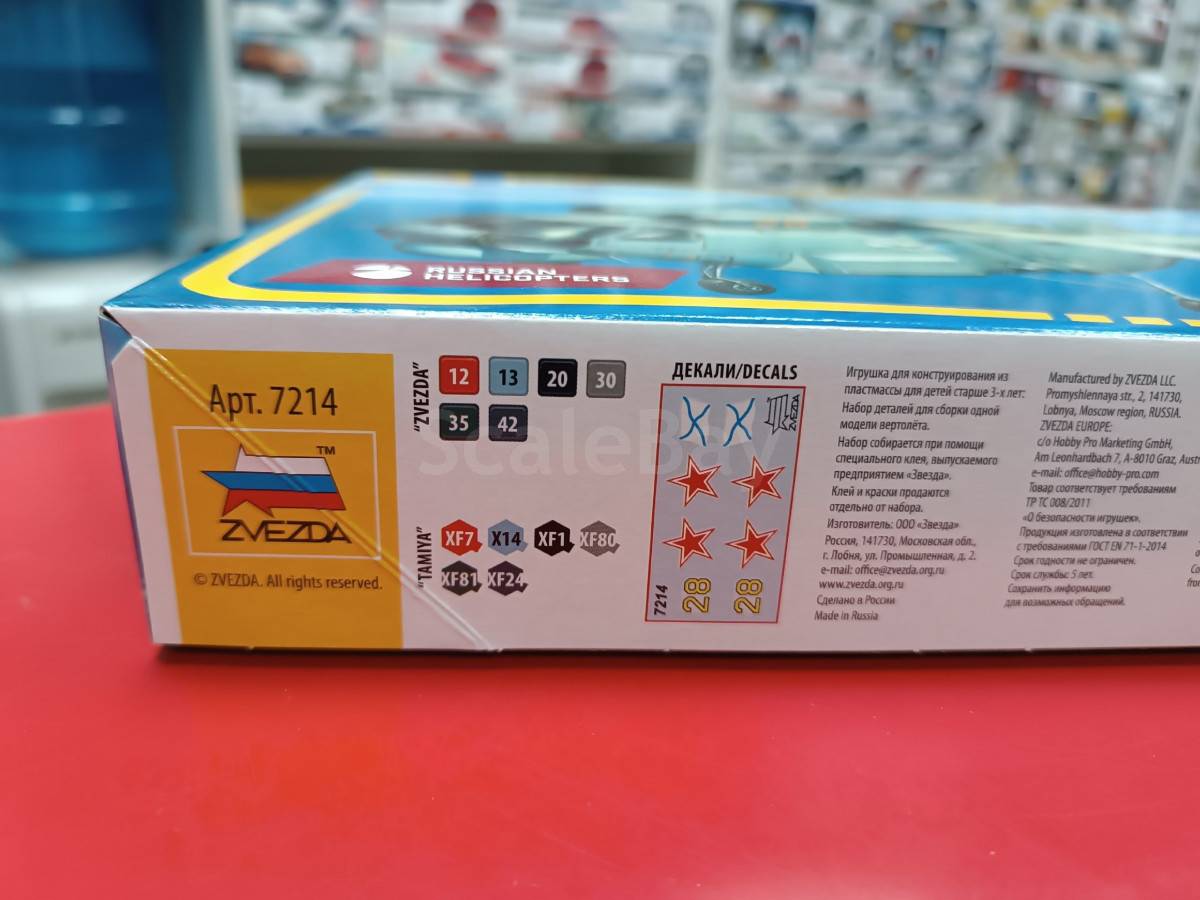 RUSSIAN
HELICOPTERS
Арт. 7214
TM
ZVEZDA
© ZVEZDA. All rights reserved.
"ZVEZDA"
12 13 20 30
35 42
"TAMIYA"
XF7 X14 XF1 XF80
XF81 XF24
ScaleBay
ДЕКАЛИ/DECALS
ZVEZDA
28 28
7214
Игрушка для конструирования из
пластмассы для детей старше 3-х лет:
Набор деталей для сборки одной
модели вертолёта.
Набор собирается при помощи
специального клея, выпускаемого
предприятием «Звезда».
Клей и краски продаются
отдельно от набора.
Изготовитель: ООО «Звезда»
Россия, 141730, Московская обл.,
г. Лобня, ул. Промышленная, д. 2.
e-mail: office@zvezda.org.ru
www.zvezda.org.ru
Сделано в России
Made in Russia
Manufactured by ZVEZDA LLC.
Promyshlennaya str., 2, 141730,
Lobnya, Moscow region, RUSSIA.
ZVEZDA EUROPE:
c/o Hobby Pro Marketing GmbH,
Am Leonhardbach 7, A-8010 Graz, Aust
e-mail: office@hobby-pro.com
Товар соответствует требованиям
ТР ТС 008/2011
«О безопасности игрушек».
Продукция изготовлена в соответствии
с требованиями ГОСТ EN 71-1-2014
Срок годности не ограничен.
Срок службы: 5 лет.
Сохранить информацию
для возможных обращений.